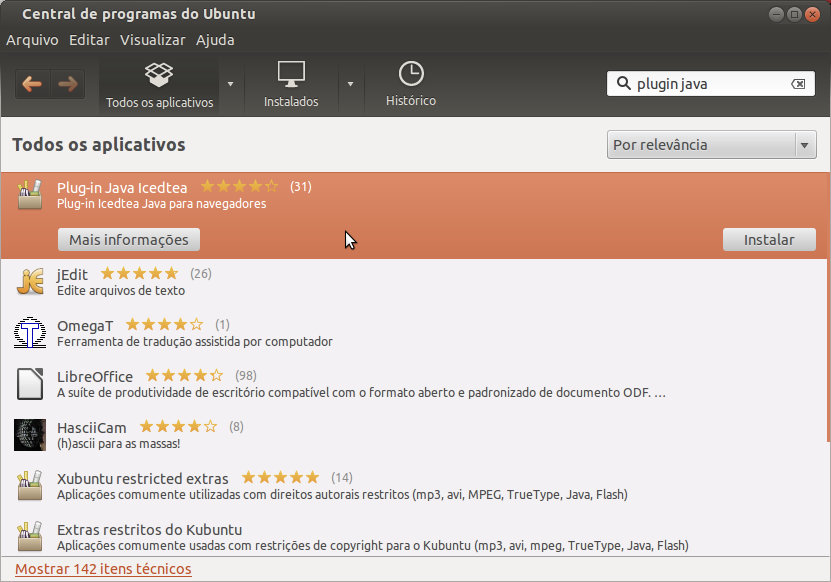 Central de programas do Ubuntu
Arquivo Editar Visualizar Ajuda
Todos os aplicativos
Instalados
Histórico
plugin java
Todos os aplicativos
Por relevância
Plug-in Java Icedtea (31)
Plug-in Icedtea Java para navegadores
Mais informações
Instalar
jEdit (26)
Edite arquivos de texto
OmegaT (1)
Ferramenta de tradução assistida por computador
LibreOffice (98)
A suíte de produtividade de escritório compatível com o formato aberto e padronizado de documento ODF. ...
HasciiCam (8)
(h)ascii para as massas!
Xubuntu restricted extras (14)
Aplicações comumente utilizadas com direitos autorais restritos (mp3, avi, MPEG, TrueType, Java, Flash)
Extras restritos do Kubuntu
Aplicações comumente usadas com restrições de copyright para o Kubuntu (mp3, avi, mpeg, TrueType, Java, Flash)
Mostrar 142 itens técnicos